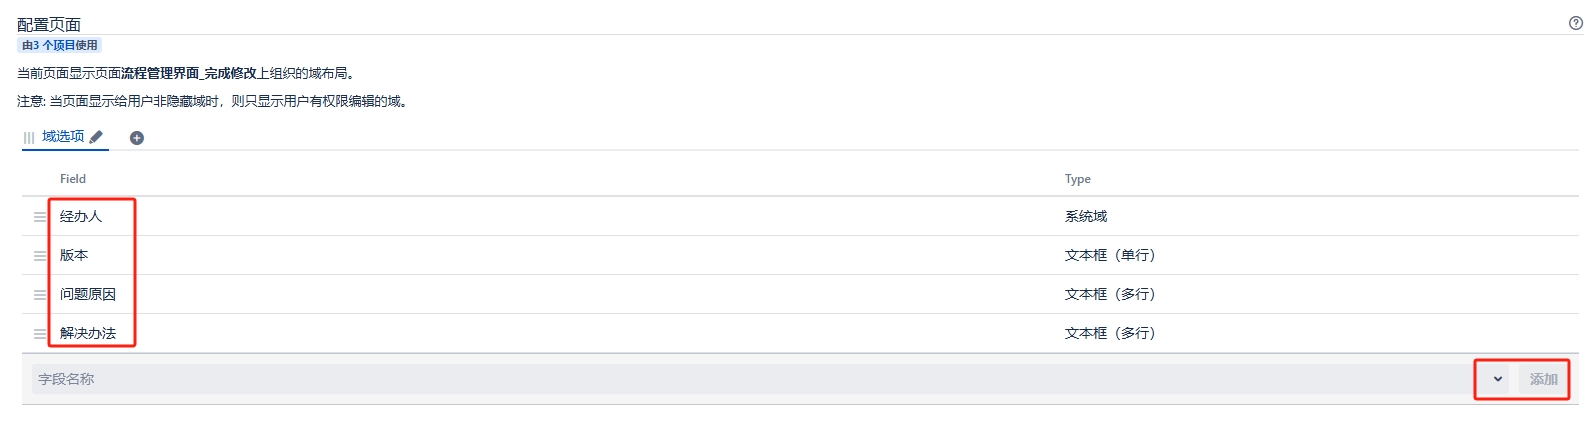 配置页面
由3 个项目使用
当前页面显示页面流程管理界面_完成修改上组织的域布局。
注意: 当页面显示给用户非隐藏域时，则只显示用户有权限编辑的域。
域选项
Field Type
经办人 系统域
版本 文本框（单行）
问题原因 文本框（多行）
解决办法 文本框（多行）
字段名称 添加